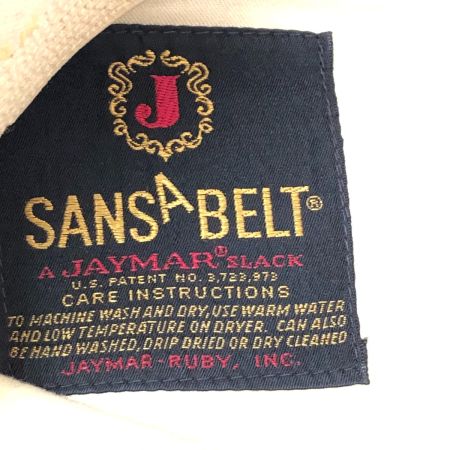 J
SANSABELT®
A JAYMAR® SLACK
U.S. PATENT NO. 3,723,973
CARE INSTRUCTIONS
TO MACHINE WASH AND DRY, USE WARM WATER
AND LOW TEMPERATURE ON DRYER. CAN ALSO
BE HAND WASHED, DRIP DRIED OR DRY CLEANED
JAYMAR-RUBY, INC.